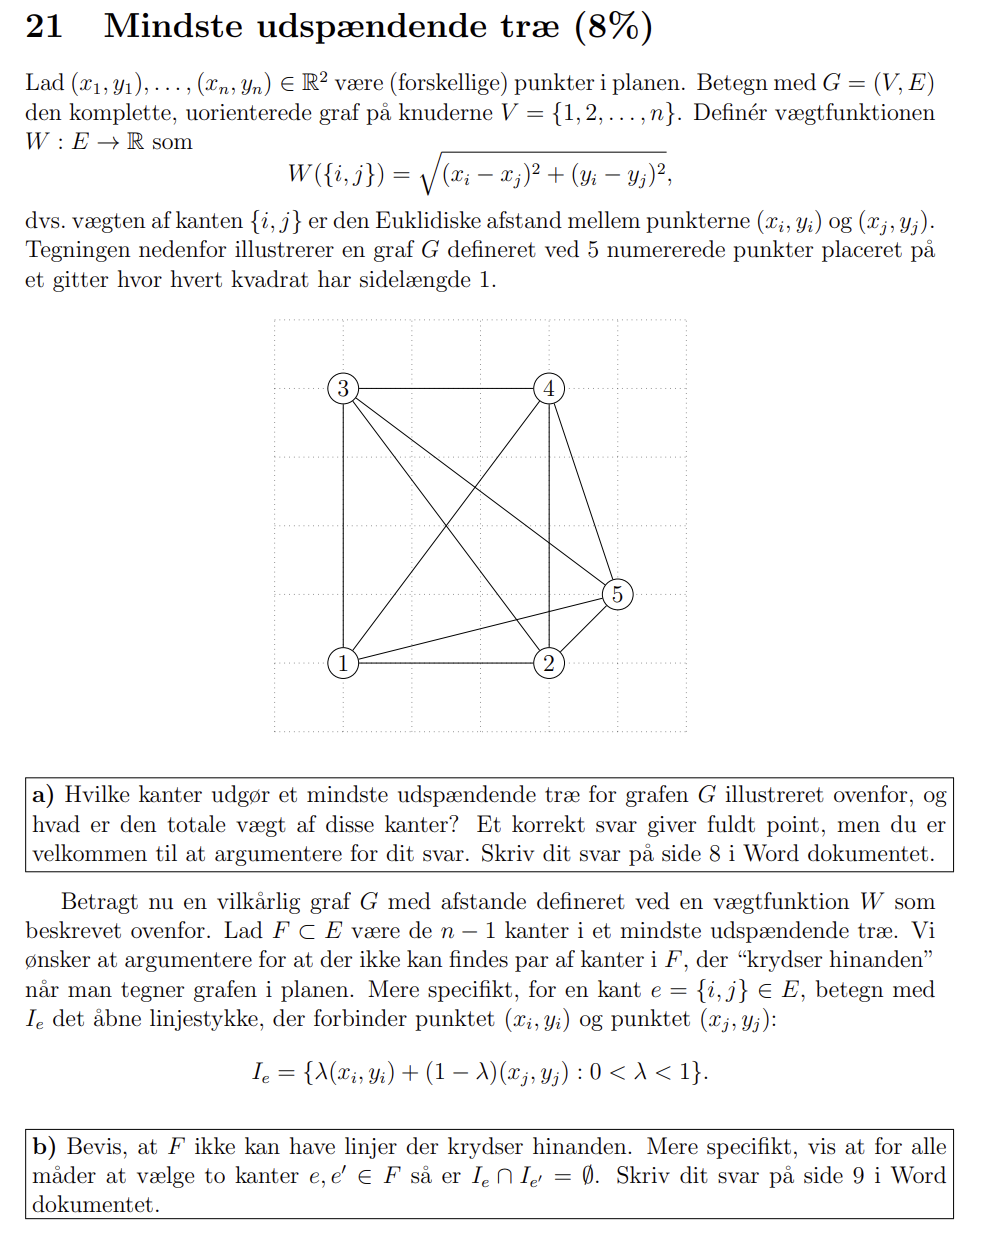 21 Mindste udspændende træ (8%)
Lad (x₁, y₁), . . . , (xₙ, yₙ) ∈ ℝ² være (forskellige) punkter i planen. Betegn med G = (V, E)
den komplette, uorienterede graf på knuderne V = {1, 2, . . . , n}. Definér vægtfunktionen
W : E → ℝ som
W({i, j}) = √((xᵢ − xⱼ)² + (yᵢ − yⱼ)²),
dvs. vægten af kanten {i, j} er den Euklidiske afstand mellem punkterne (xᵢ, yᵢ) og (xⱼ, yⱼ).
Tegningen nedenfor illustrerer en graf G defineret ved 5 numererede punkter placeret på
et gitter hvor hvert kvadrat har sidelængde 1.
3 4
5
1 2
a) Hvilke kanter udgør et mindste udspændende træ for grafen G illustreret ovenfor, og
hvad er den totale vægt af disse kanter? Et korrekt svar giver fuldt point, men du er
velkommen til at argumentere for dit svar. Skriv dit svar på side 8 i Word dokumentet.
Betragt nu en vilkårlig graf G med afstande defineret ved en vægtfunktion W som
beskrevet ovenfor. Lad F ⊂ E være de n − 1 kanter i et mindste udspændende træ. Vi
ønsker at argumentere for at der ikke kan findes par af kanter i F, der “krydser hinanden”
når man tegner grafen i planen. Mere specifikt, for en kant e = {i, j} ∈ E, betegn med
Iₑ det åbne linjestykke, der forbinder punktet (xᵢ, yᵢ) og punktet (xⱼ, yⱼ):
Iₑ = {λ(xᵢ, yᵢ) + (1 − λ)(xⱼ, yⱼ) : 0 < λ < 1}.
b) Bevis, at F ikke kan have linjer der krydser hinanden. Mere specifikt, vis at for alle
måder at vælge to kanter e, e′ ∈ F så er Iₑ ∩ Iₑ′ = ∅. Skriv dit svar på side 9 i Word
dokumentet.